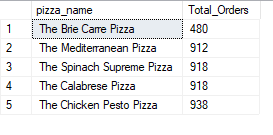 pizza_name Total_Orders
1 The Brie Carre Pizza 480
2 The Mediterranean Pizza 912
3 The Spinach Supreme Pizza 918
4 The Calabrese Pizza 918
5 The Chicken Pesto Pizza 938